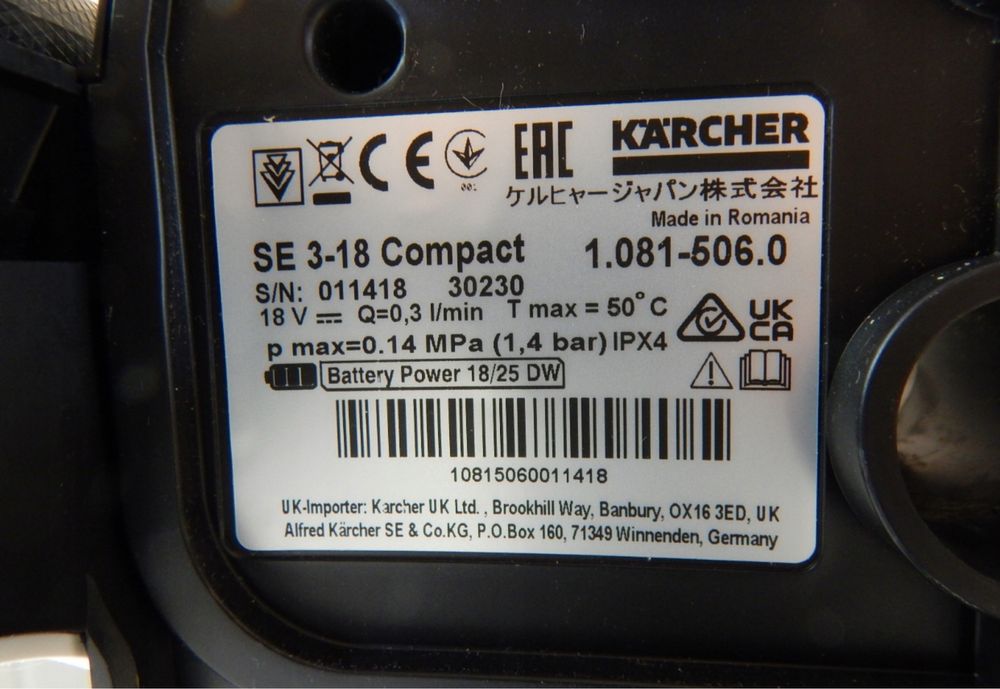 EAC
KÄRCHER
ケルヒャージャパン株式会社
Made in Romania
SE 3-18 Compact 1.081-506.0
S/N: 011418 30230
18 V Q=0,3 l/min T max = 50°C
UK
CA
p max=0.14 MPa (1,4 bar) IPX4
Battery Power 18/25 DW
10815060011418
UK-Importer: Karcher UK Ltd. , Brookhill Way, Banbury, OX16 3ED, UK
Alfred Kärcher SE & Co.KG, P.O.Box 160, 71349 Winnenden, Germany